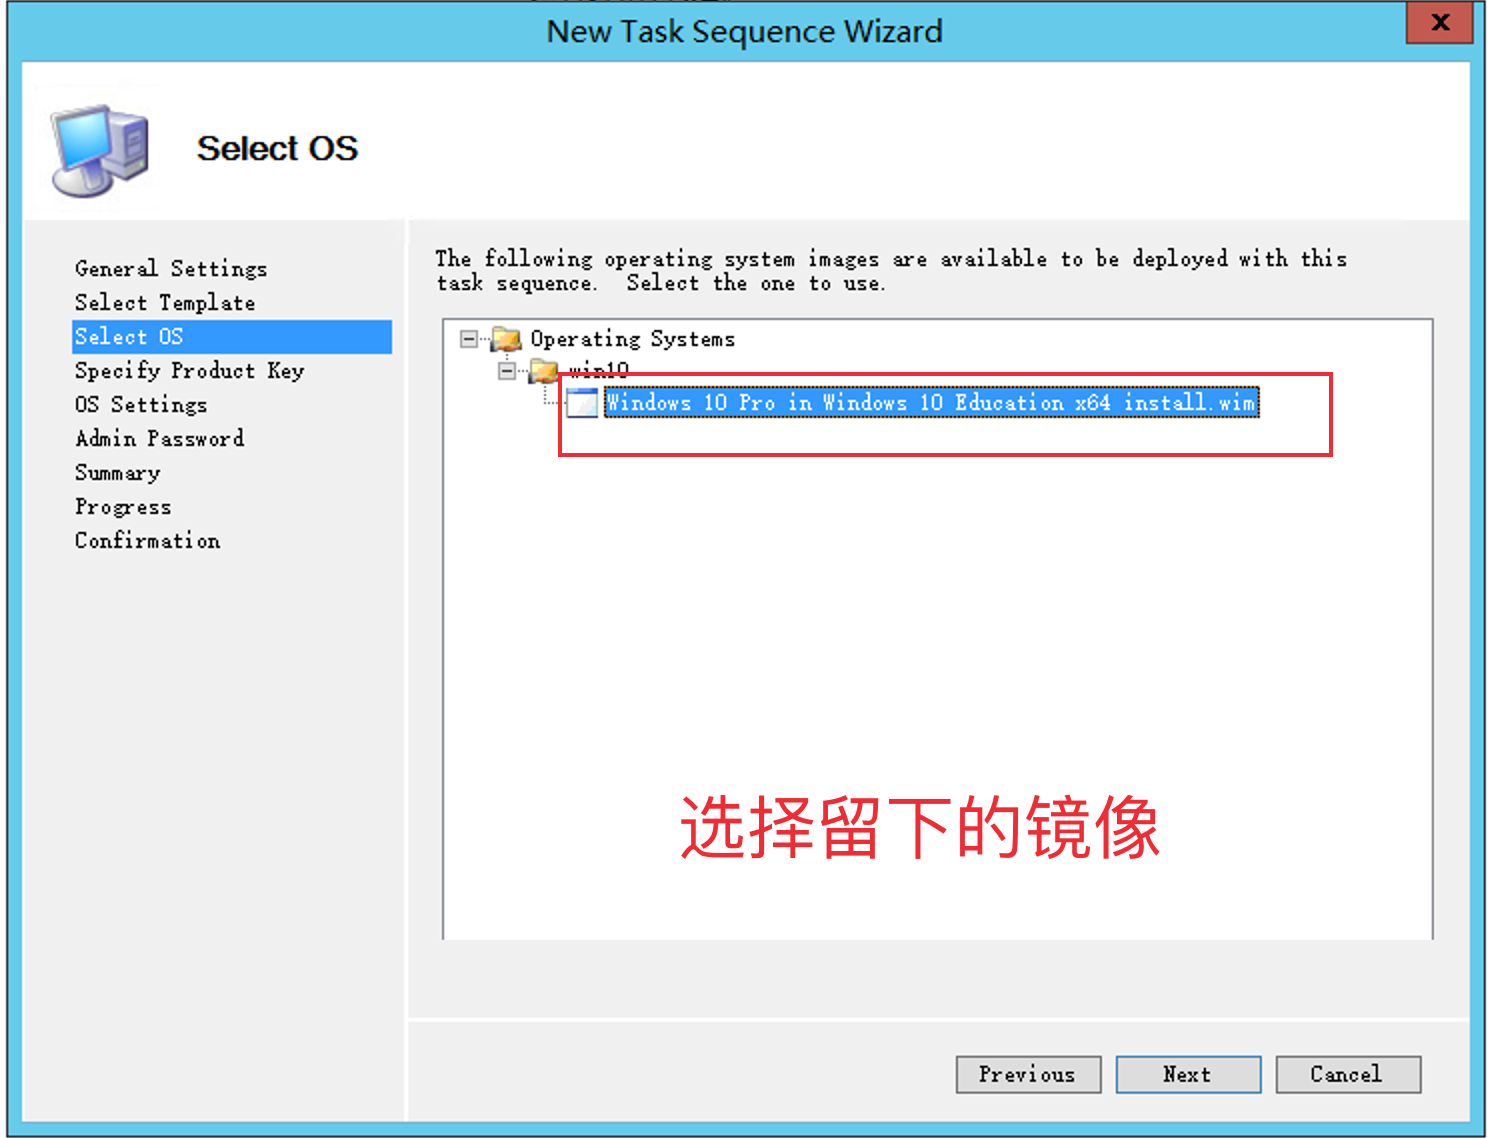 New Task Sequence Wizard
x
Select OS
General Settings
Select Template
Select OS
Specify Product Key
OS Settings
Admin Password
Summary
Progress
Confirmation
The following operating system images are available to be deployed with this
task sequence.  Select the one to use.
Operating Systems
win10
Windows 10 Pro in Windows 10 Education x64 install.wim
选择留下的镜像
Previous
Next
Cancel